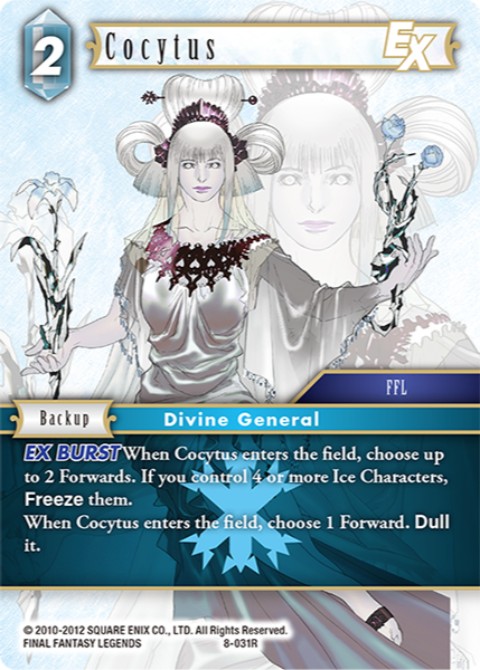 2
Cocytus
EX
FFL
Backup
Divine General
EX BURST When Cocytus enters the field, choose up
to 2 Forwards. If you control 4 or more Ice Characters,
Freeze them.
When Cocytus enters the field, choose 1 Forward. Dull
it.
© 2010-2012 SQUARE ENIX CO., LTD. All Rights Reserved.
FINAL FANTASY LEGENDS 8-031R